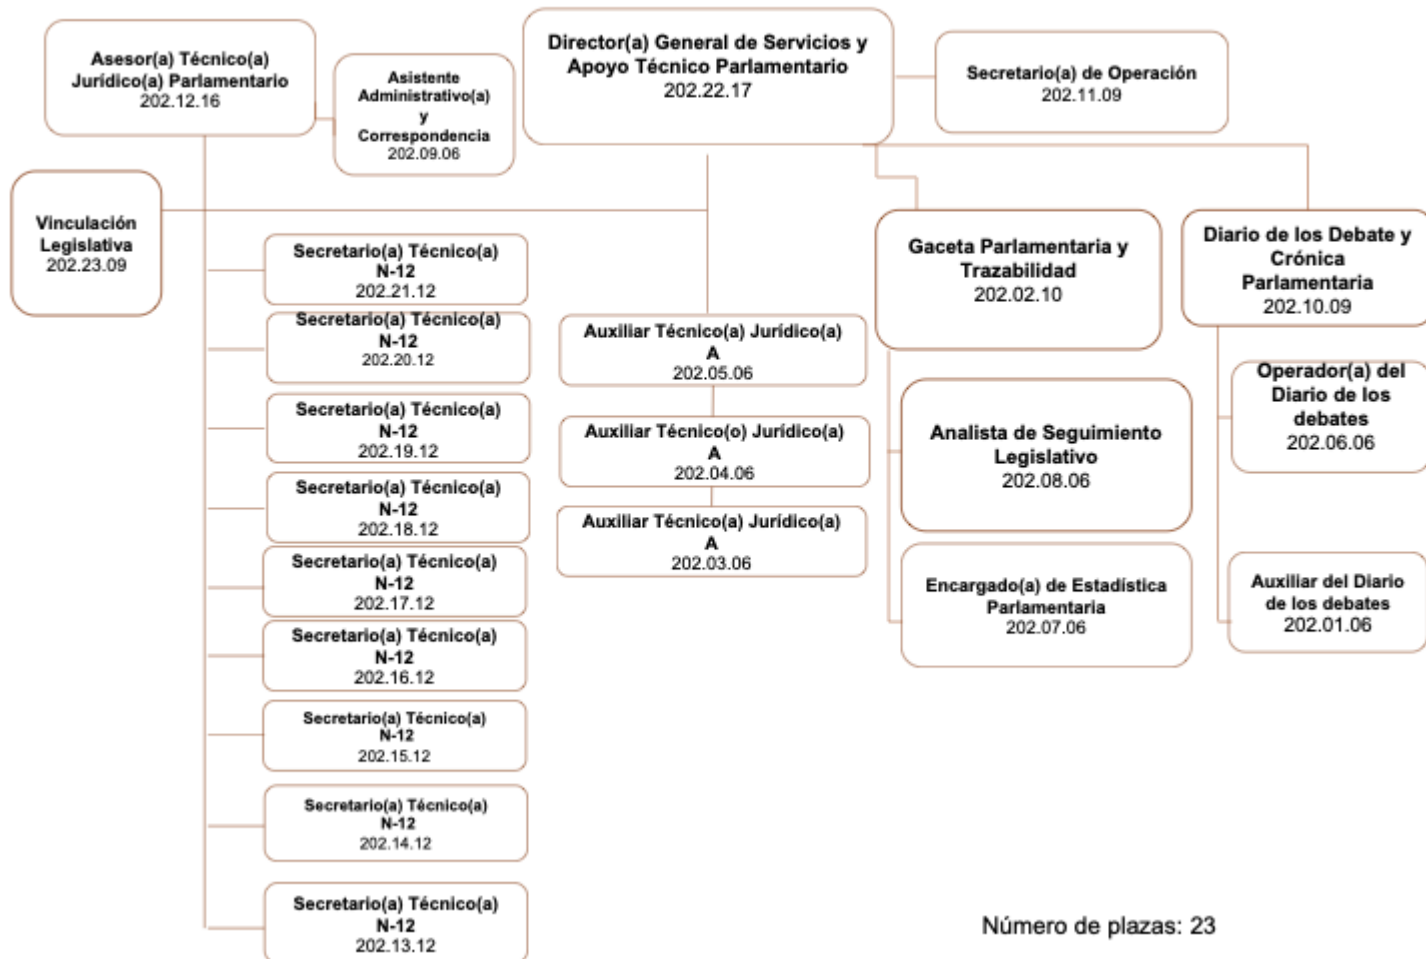 Asesor(a) Técnico(a)
Jurídico(a) Parlamentario
202.12.16
Asistente
Administrativo(a)
y
Correspondencia
202.09.06
Director(a) General de Servicios y
Apoyo Técnico Parlamentario
202.22.17
Secretario(a) de Operación
202.11.09
Vinculación
Legislativa
202.23.09
Secretario(a) Técnico(a)
N-12
202.21.12
Secretario(a) Técnico(a)
N-12
202.20.12
Secretario(a) Técnico(a)
N-12
202.19.12
Secretario(a) Técnico(a)
N-12
202.18.12
Secretario(a) Técnico(a)
N-12
202.17.12
Secretario(a) Técnico(a)
N-12
202.16.12
Secretario(a) Técnico(a)
N-12
202.15.12
Secretario(a) Técnico(a)
N-12
202.14.12
Secretario(a) Técnico(a)
N-12
202.13.12
Auxiliar Técnico(a) Jurídico(a)
A
202.05.06
Auxiliar Técnico(o) Jurídico(a)
A
202.04.06
Auxiliar Técnico(a) Jurídico(a)
A
202.03.06
Gaceta Parlamentaria y
Trazabilidad
202.02.10
Analista de Seguimiento
Legislativo
202.08.06
Encargado(a) de Estadística
Parlamentaria
202.07.06
Diario de los Debate y
Crónica
Parlamentaria
202.10.09
Operador(a) del
Diario de los
debates
202.06.06
Auxiliar del Diario
de los debates
202.01.06
Número de plazas: 23